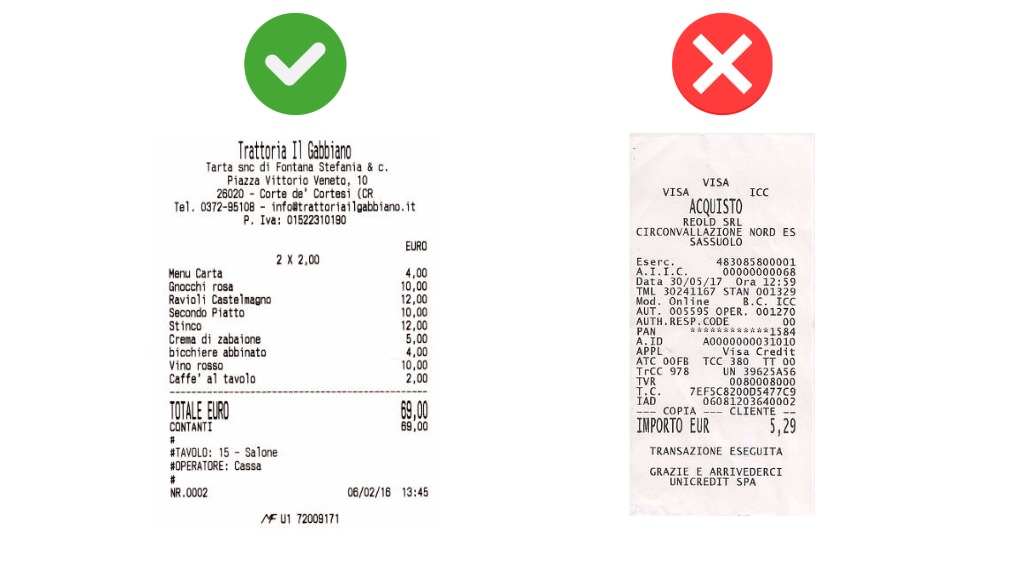 Trattoria Il Gabbiano
Tarta snc di Fontana Stefania & c.
Piazza Vittorio Veneto, 10
26020 - Corte de' Cortesi (CR
Tel. 0372-95108 - info@trattoriailgabbiano.it
P. Iva: 01522310190
EURO
2 X 2,00
Menu Carta 4,00
Gnocchi rosa 10,00
Ravioli Castelmagno 12,00
Secondo Piatto 10,00
Stinco 12,00
Crema di zabaione 5,00
bicchiere abbinato 4,00
Vino rosso 10,00
Caffe' al tavolo 2,00
TOTALE EURO 69,00
CONTANTI 69,00
#
#TAVOLO: 15 - Salone
#OPERATORE: Cassa
#
NR.0002 06/02/16 13:45
MF U1 72009171
VISA
VISA ICC
ACQUISTO
REOLD SRL
CIRCONVALLAZIONE NORD ES
SASSUOLO
Eserc. 483085800001
A.I.I.C. 00000000068
Data 30/05/17 Ora 12:59
TML 30241167 STAN 001329
Mod. Online B.C. ICC
AUT. 005595 OPER. 001270
AUTH.RESP.CODE 00
PAN ************1584
A.ID A0000000031010
APPL Visa Credit
ATC 00FB TCC 380 TT 00
TrCC 978 UN 39625A56
TVR 0080008000
T.C. 7EF5C8200D5477C9
IAD 06081203640002
--- COPIA --- CLIENTE --
IMPORTO EUR 5,29
TRANSAZIONE ESEGUITA
GRAZIE E ARRIVEDERCI
UNICREDIT SPA